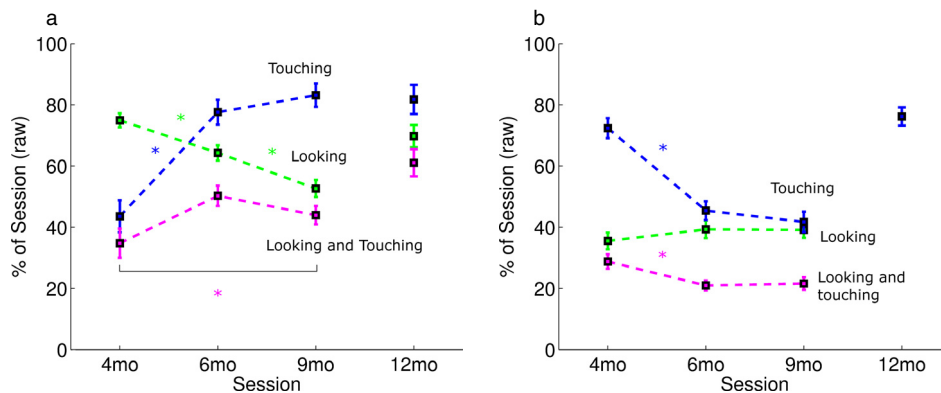 a
% of Session (raw)
100
80
60
40
20
0
Touching
*
*
*
Looking
Looking and Touching
*
4mo 6mo 9mo 12mo
Session
b
% of Session (raw)
100
80
60
40
20
0
*
Touching
Looking
*
Looking and
touching
4mo 6mo 9mo 12mo
Session